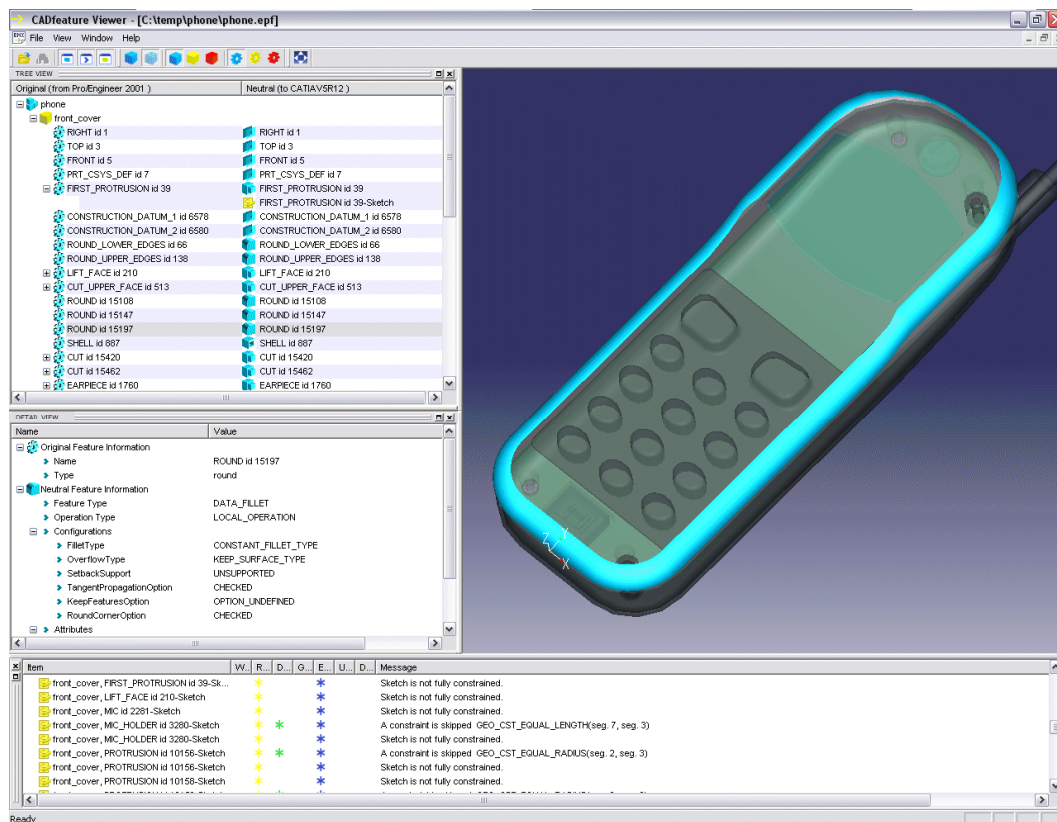 CADfeature Viewer - [C:\temp\phone\phone.epf]
File View Window Help
TREE VIEW
Original (from Pro/Engineer 2001 ) Neutral (to CATIAV5R12 )
phone
front_cover
RIGHT id 1 RIGHT id 1
TOP id 3 TOP id 3
FRONT id 5 FRONT id 5
PRT_CSYS_DEF id 7 PRT_CSYS_DEF id 7
FIRST_PROTRUSION id 39 FIRST_PROTRUSION id 39
FIRST_PROTRUSION id 39-Sketch
CONSTRUCTION_DATUM_1 id 6578 CONSTRUCTION_DATUM_1 id 6578
CONSTRUCTION_DATUM_2 id 6580 CONSTRUCTION_DATUM_2 id 6580
ROUND_LOWER_EDGES id 66 ROUND_LOWER_EDGES id 66
ROUND_UPPER_EDGES id 138 ROUND_UPPER_EDGES id 138
LIFT_FACE id 210 LIFT_FACE id 210
CUT_UPPER_FACE id 513 CUT_UPPER_FACE id 513
ROUND id 15108 ROUND id 15108
ROUND id 15147 ROUND id 15147
ROUND id 15197 ROUND id 15197
SHELL id 887 SHELL id 887
CUT id 15420 CUT id 15420
CUT id 15462 CUT id 15462
EARPIECE id 1760 EARPIECE id 1760
DETAIL VIEW
Name Value
Original Feature Information
Name ROUND id 15197
Type round
Neutral Feature Information
Feature Type DATA_FILLET
Operation Type LOCAL_OPERATION
Configurations
FilletType CONSTANT_FILLET_TYPE
OverflowType KEEP_SURFACE_TYPE
SetbackSupport UNSUPPORTED
TangentPropagationOption CHECKED
KeepFeaturesOption OPTION_UNDEFINED
RoundCornerOption CHECKED
Attributes
Z Y
X
Item W... R... D... G... E... U... D... Message
front_cover, FIRST_PROTRUSION id 39-Sk... Sketch is not fully constrained.
front_cover, LIFT_FACE id 210-Sketch Sketch is not fully constrained.
front_cover, MIC id 2281-Sketch Sketch is not fully constrained.
front_cover, MIC_HOLDER id 3280-Sketch A constraint is skipped GEO_CST_EQUAL_LENGTH(seg. 7, seg. 3)
front_cover, MIC_HOLDER id 3280-Sketch Sketch is not fully constrained.
front_cover, PROTRUSION id 10156-Sketch A constraint is skipped GEO_CST_EQUAL_RADIUS(seg. 2, seg. 3)
front_cover, PROTRUSION id 10156-Sketch Sketch is not fully constrained.
front_cover, PROTRUSION id 10158-Sketch Sketch is not fully constrained.
Ready